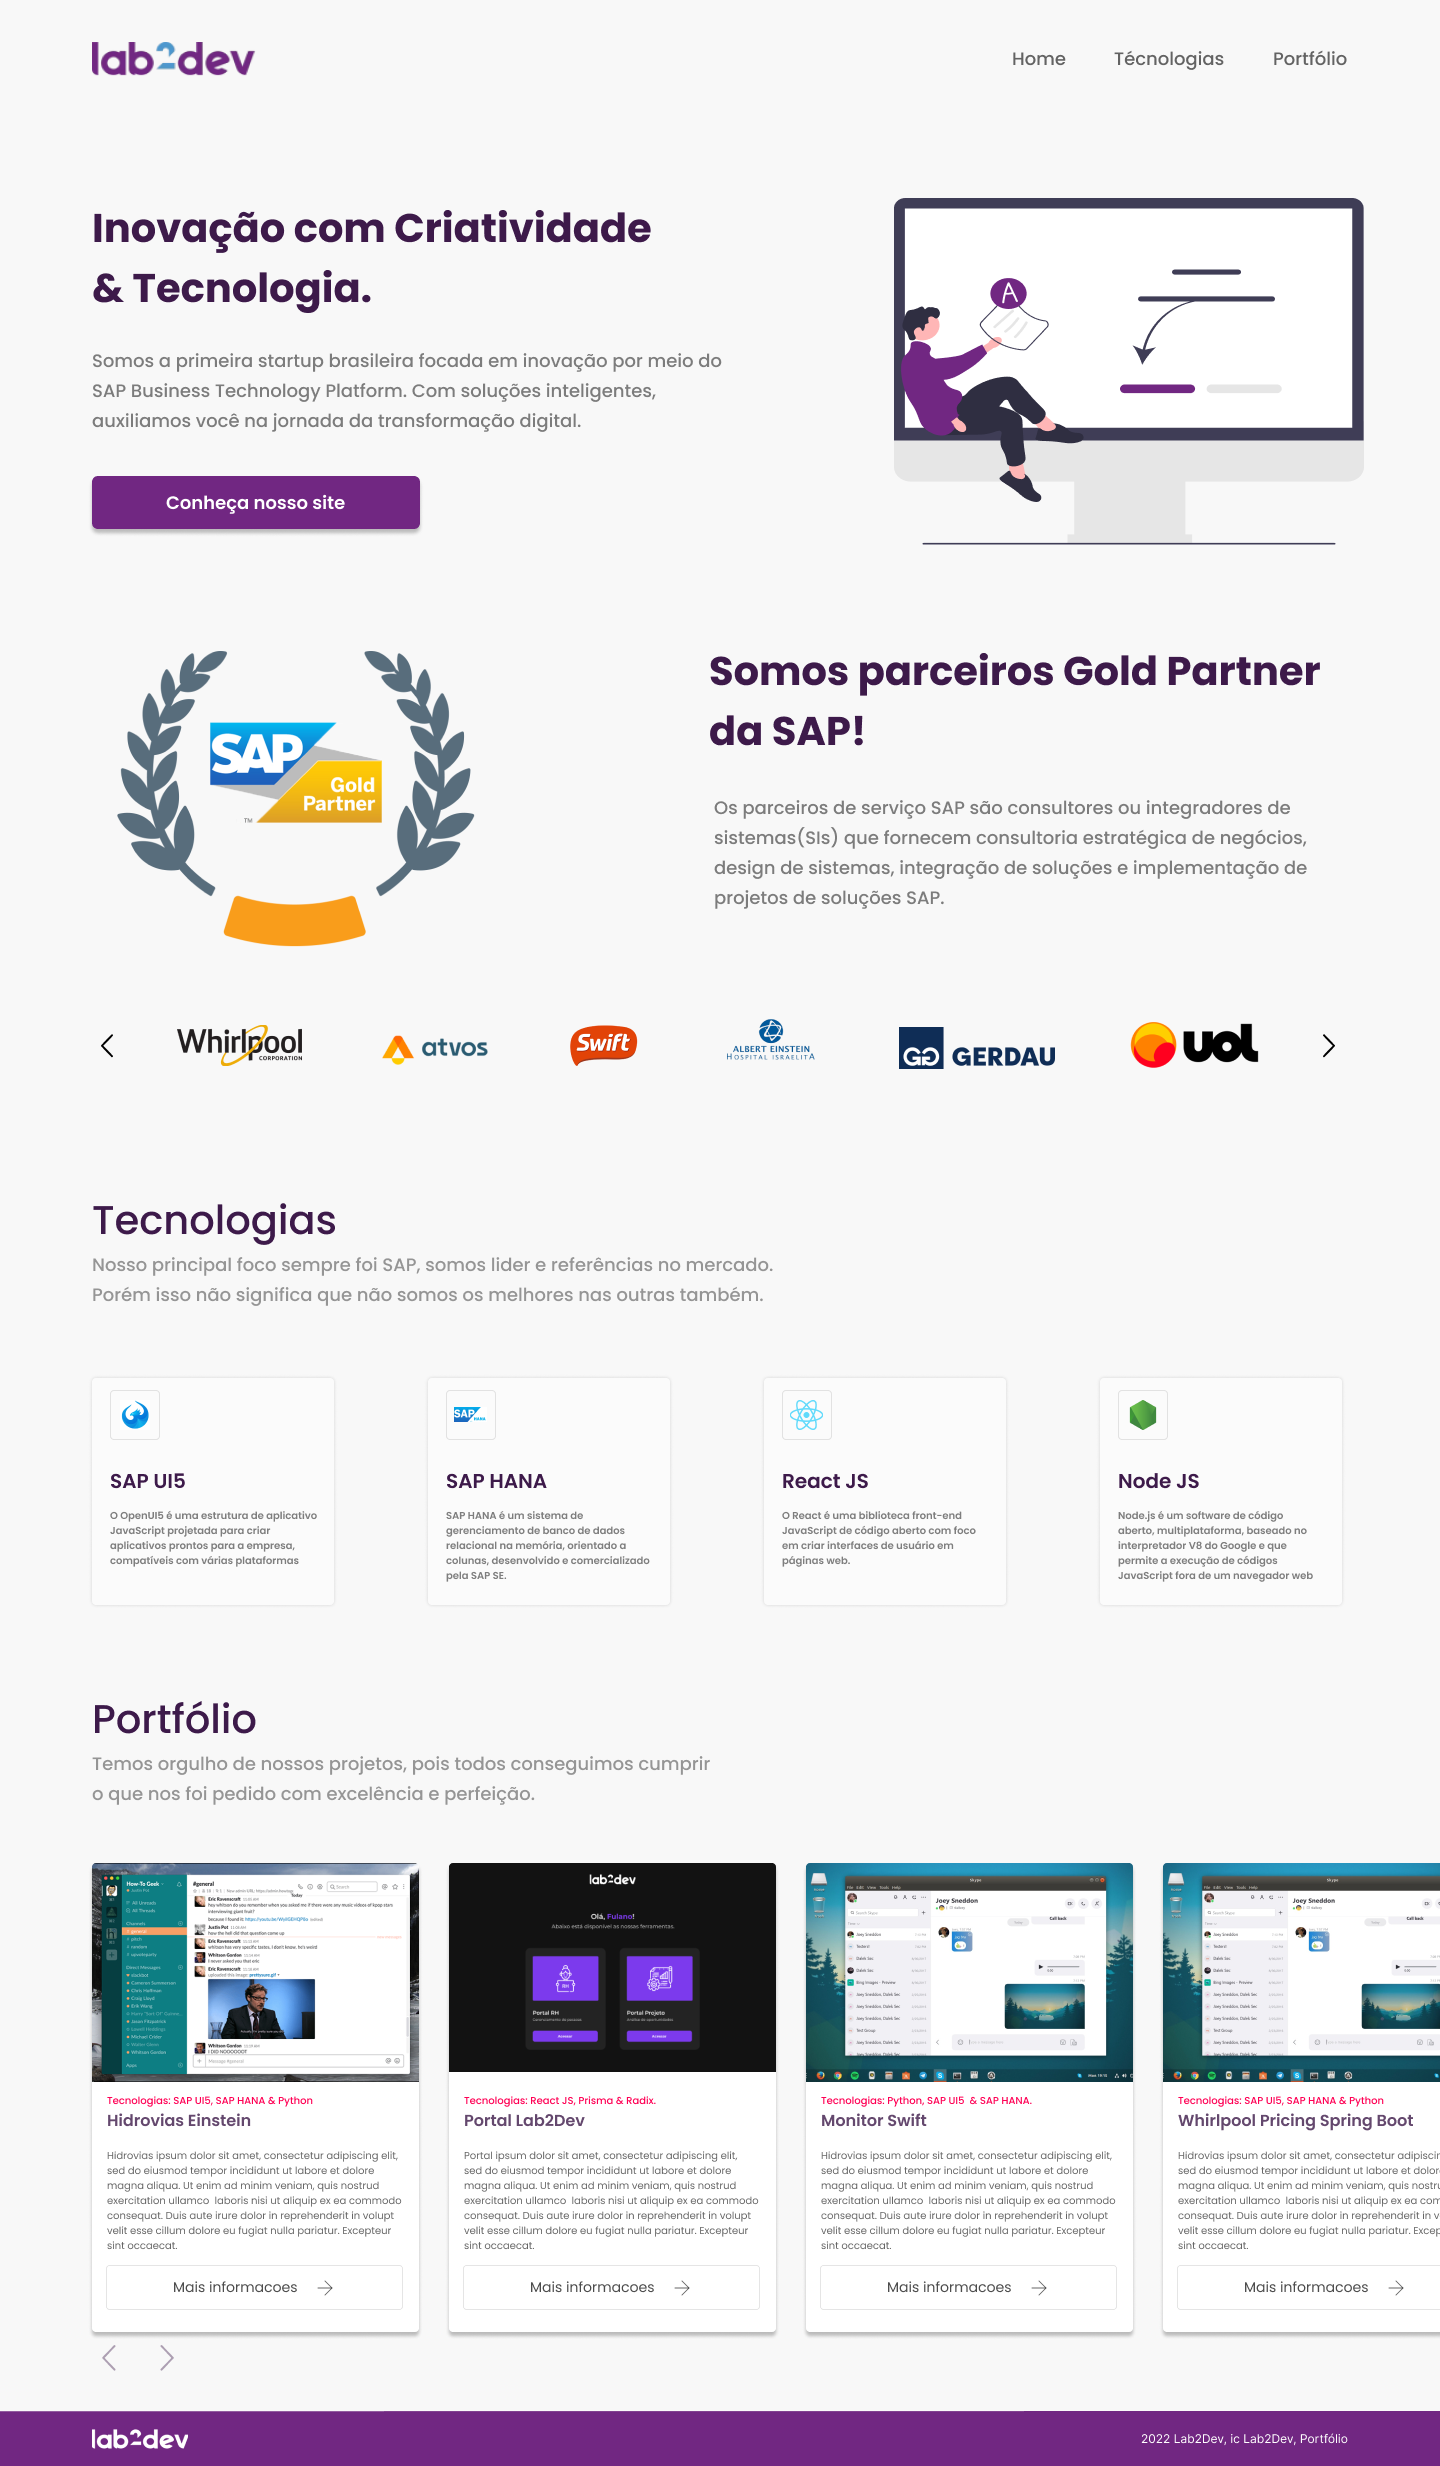 lab2dev
Home
Técnologias
Portfólio
Inovação com Criatividade
& Tecnologia.
Somos a primeira startup brasileira focada em inovação por meio do
SAP Business Technology Platform. Com soluções inteligentes,
auxiliamos você na jornada da transformação digital.
Conheça nosso site
A
SAP
Gold
Partner
TM
Somos parceiros Gold Partner
da SAP!
Os parceiros de serviço SAP são consultores ou integradores de
sistemas(SIs) que fornecem consultoria estratégica de negócios,
design de sistemas, integração de soluções e implementação de
projetos de soluções SAP.
Whirlpool
CORPORATION
atvos
Swift
ALBERT EINSTEIN
HOSPITAL ISRAELITA
GG GERDAU
uol
Tecnologias
Nosso principal foco sempre foi SAP, somos lider e referências no mercado.
Porém isso não significa que não somos os melhores nas outras também.
SAP UI5
O OpenUI5 é uma estrutura de aplicativo
JavaScript projetada para criar
aplicativos prontos para a empresa,
compatíveis com várias plataformas
SAP HANA
SAP HANA
SAP HANA é um sistema de
gerenciamento de banco de dados
relacional na memória, orientado a
colunas, desenvolvido e comercializado
pela SAP SE.
React JS
O React é uma biblioteca front-end
JavaScript de código aberto com foco
em criar interfaces de usuário em
páginas web.
Node JS
Node.js é um software de código
aberto, multiplataforma, baseado no
interpretador V8 do Google e que
permite a execução de códigos
JavaScript fora de um navegador web
Portfólio
Temos orgulho de nossos projetos, pois todos conseguimos cumprir
o que nos foi pedido com excelência e perfeição.
How-To Geek
#general
Eric Ravenscraft
Justin Pot
Whitson Gordon
Tecnologias: SAP UI5, SAP HANA & Python
Hidrovias Einstein
Hidrovias ipsum dolor sit amet, consectetur adipiscing elit,
sed do eiusmod tempor incididunt ut labore et dolore
magna aliqua. Ut enim ad minim veniam, quis nostrud
exercitation ullamco laboris nisi ut aliquip ex ea commodo
consequat. Duis aute irure dolor in reprehenderit in volupt
velit esse cillum dolore eu fugiat nulla pariatur. Excepteur
sint occaecat.
Mais informacoes
lab2dev
Olá, Fulano!
Abaixo está disponível as nossas ferramentas.
Portal RH
Acessar
Portal Projeto
Acessar
Tecnologias: React JS, Prisma & Radix.
Portal Lab2Dev
Portal ipsum dolor sit amet, consectetur adipiscing elit,
sed do eiusmod tempor incididunt ut labore et dolore
magna aliqua. Ut enim ad minim veniam, quis nostrud
exercitation ullamco laboris nisi ut aliquip ex ea commodo
consequat. Duis aute irure dolor in reprehenderit in volupt
velit esse cillum dolore eu fugiat nulla pariatur. Excepteur
sint occaecat.
Mais informacoes
Joey Sneddon
Call back
Tecnologias: Python, SAP UI5 & SAP HANA.
Monitor Swift
Hidrovias ipsum dolor sit amet, consectetur adipiscing elit,
sed do eiusmod tempor incididunt ut labore et dolore
magna aliqua. Ut enim ad minim veniam, quis nostrud
exercitation ullamco laboris nisi ut aliquip ex ea commodo
consequat. Duis aute irure dolor in reprehenderit in volupt
velit esse cillum dolore eu fugiat nulla pariatur. Excepteur
sint occaecat.
Mais informacoes
Joey Sneddon
Call back
Tecnologias: SAP UI5, SAP HANA & Python
Whirlpool Pricing Spring Boot
Hidrovias ipsum dolor sit amet, consectetur adipiscin
sed do eiusmod tempor incididunt ut labore et dolor
magna aliqua. Ut enim ad minim veniam, quis nostru
exercitation ullamco laboris nisi ut aliquip ex ea com
consequat. Duis aute irure dolor in reprehenderit in v
velit esse cillum dolore eu fugiat nulla pariatur. Excep
sint occaecat.
Mais informacoes
lab2dev
2022 Lab2Dev, ic Lab2Dev, Portfólio